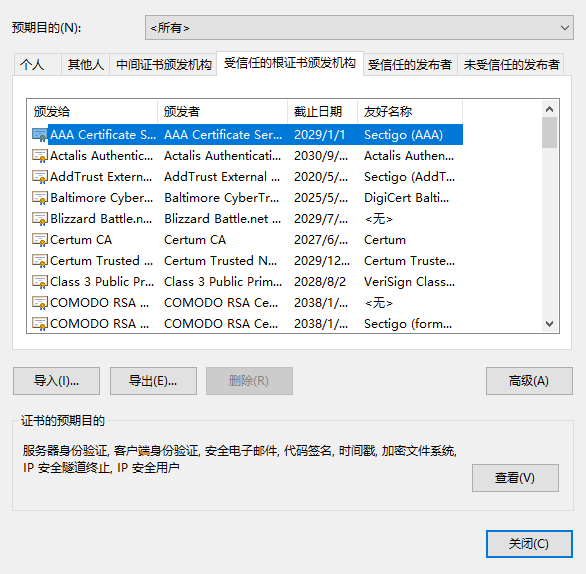 预期目的(N): <所有>
个人 其他人 中间证书颁发机构 受信任的根证书颁发机构 受信任的发布者 未受信任的发布者
颁发给 颁发者 截止日期 友好名称
AAA Certificate S... AAA Certificate Ser... 2029/1/1 Sectigo (AAA)
Actalis Authentic... Actalis Authenticati... 2030/9/... Actalis Authen...
AddTrust Extern... AddTrust External ... 2020/5/... Sectigo (AddT...
Baltimore Cyber... Baltimore CyberTr... 2025/5/... DigiCert Balti...
Blizzard Battle.n... Blizzard Battle.net ... 2029/7/... <无>
Certum CA Certum CA 2027/6/... Certum
Certum Trusted ... Certum Trusted N... 2029/12... Certum Truste...
Class 3 Public Pr... Class 3 Public Prim... 2028/8/2 VeriSign Class...
COMODO RSA ... COMODO RSA Ce... 2038/1/... <无>
COMODO RSA ... COMODO RSA Ce... 2038/1/... Sectigo (form...
导入(I)... 导出(E)... 删除(R) 高级(A)
证书的预期目的
服务器身份验证, 客户端身份验证, 安全电子邮件, 代码签名, 时间戳, 加密文件系统,
IP 安全隧道终止, IP 安全用户
查看(V)
关闭(C)